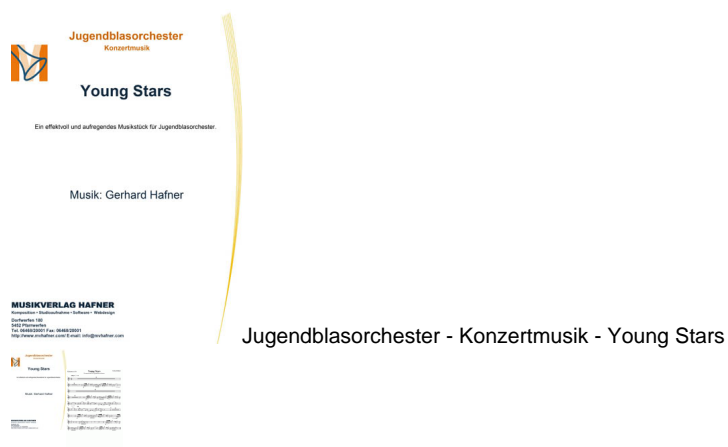 Jugendblasorchester
Konzertmusik
Young Stars
Ein effektvoll und aufregendes Musikstück für Jugendblasorchester.
Musik: Gerhard Hafner
MUSIKVERLAG HAFNER
Komposition • Studioaufnahme • Software • Webdesign
Dorfwerfen 180
5452 Pfarrwerfen
Tel. 06468/20001 Fax: 06468/20001
http://www.mvhafner.com/ E-mail: info@mvhafner.com
Jugendblasorchester - Konzertmusik - Young Stars
Young Stars